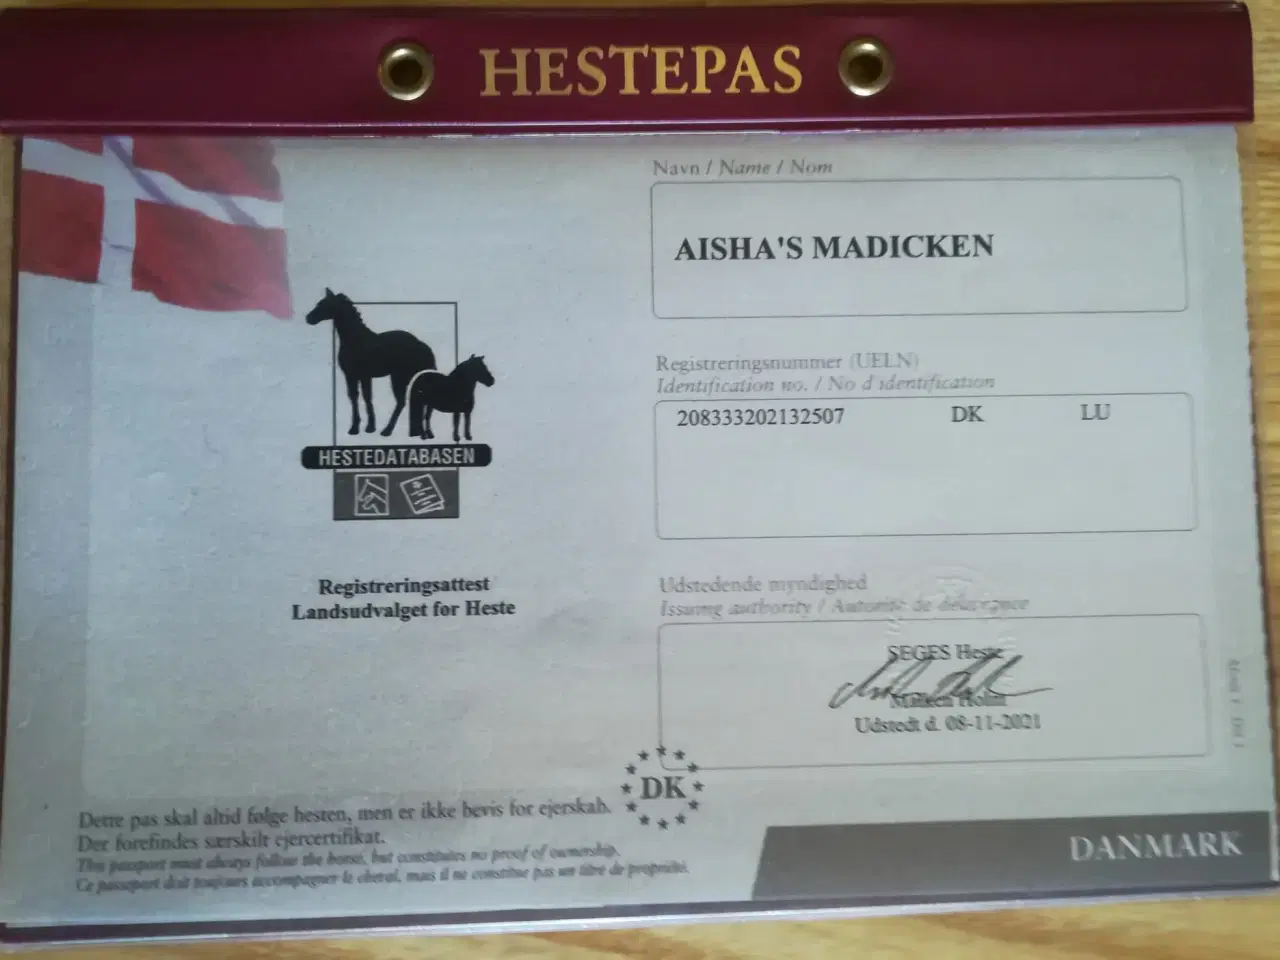 HESTEPAS
Navn / Name / Nom
AISHA'S MADICKEN
Registreringsnummer (UELN)
Identification no. / No d identification
208333202132507 DK LU
HESTEDATABASEN
Registreringsattest
Landsudvalget for Heste
Udstedende myndighed
Issuing authority / Autorité de délivrance
SEGES Heste
Holm
Udstedt d. 08-11-2021
DK
Dette pas skal altid følge hesten, men er ikke bevis for ejerskab.
Der forefindes særskilt ejercertifikat.
This passport must always follow the horse, but constitutes no proof of ownership.
Ce passeport doit toujours accompagner le cheval, mais il ne constitue pas un titre de propriété.
DANMARK